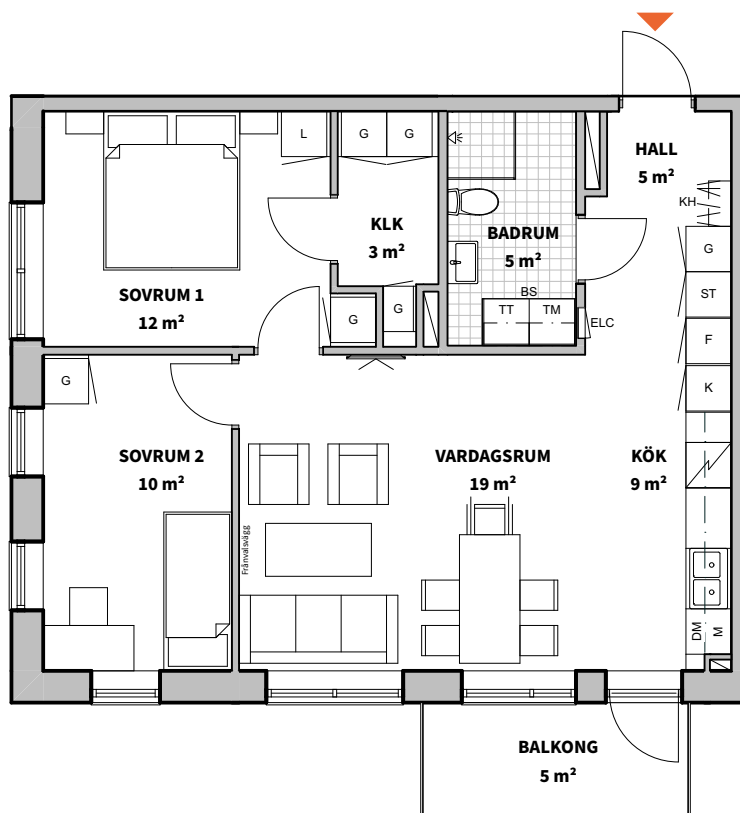 HALL
5 m²
KH
L
G
G
KLK
3 m²
BADRUM
5 m²
G
ST
F
K
BS
TT
TM
ELC
SOVRUM 1
12 m²
G
G
G
SOVRUM 2
10 m²
VARDAGSRUM
19 m²
KÖK
9 m²
Frånvalsvägg
DM
M
BALKONG
5 m²